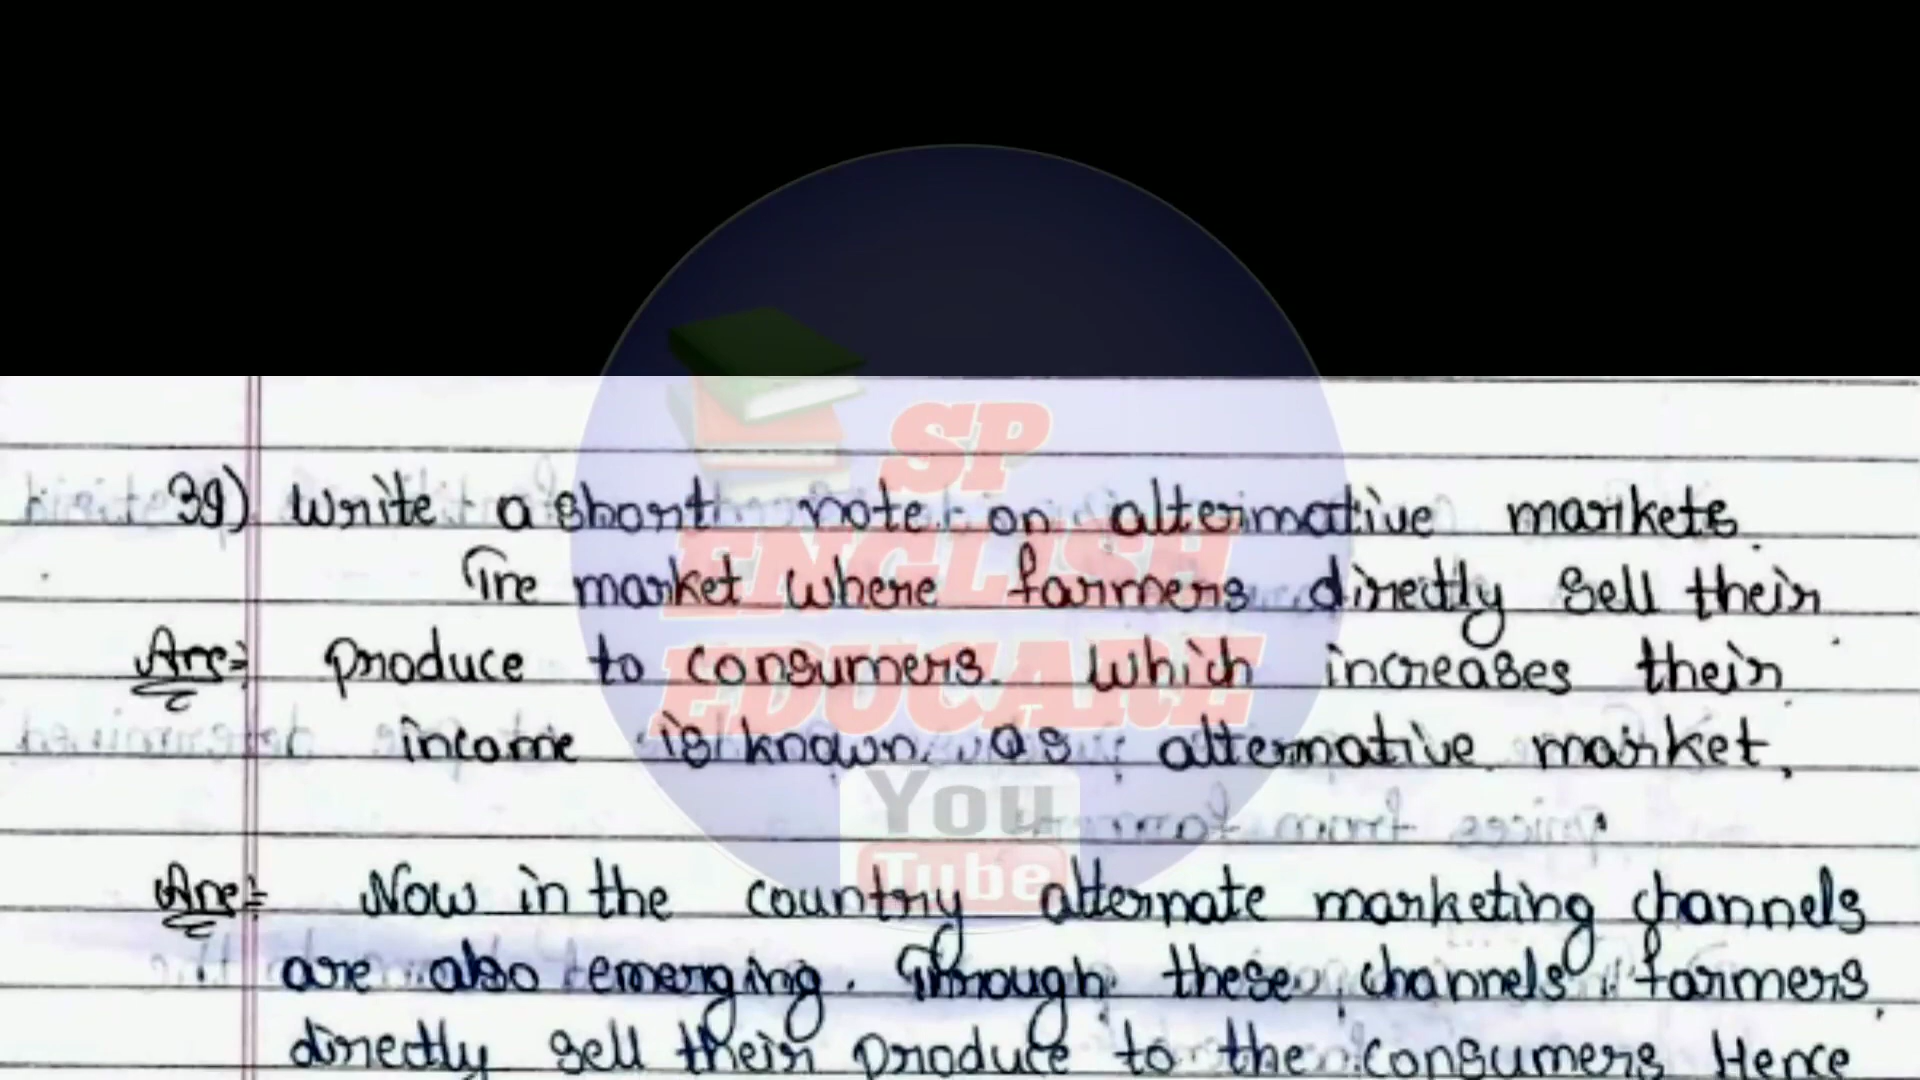 39) Write a short note on alternative markets.
The market where farmers directly sell their
Ans:- produce to consumers. Which increases their
income is known as alternative market.
Ans:- Now in the country alternate marketing channels
are also emerging. Through these channels farmers
directly sell their produce to the consumers Hence
SP
ENGLISH
EDUCARE
You
Tube